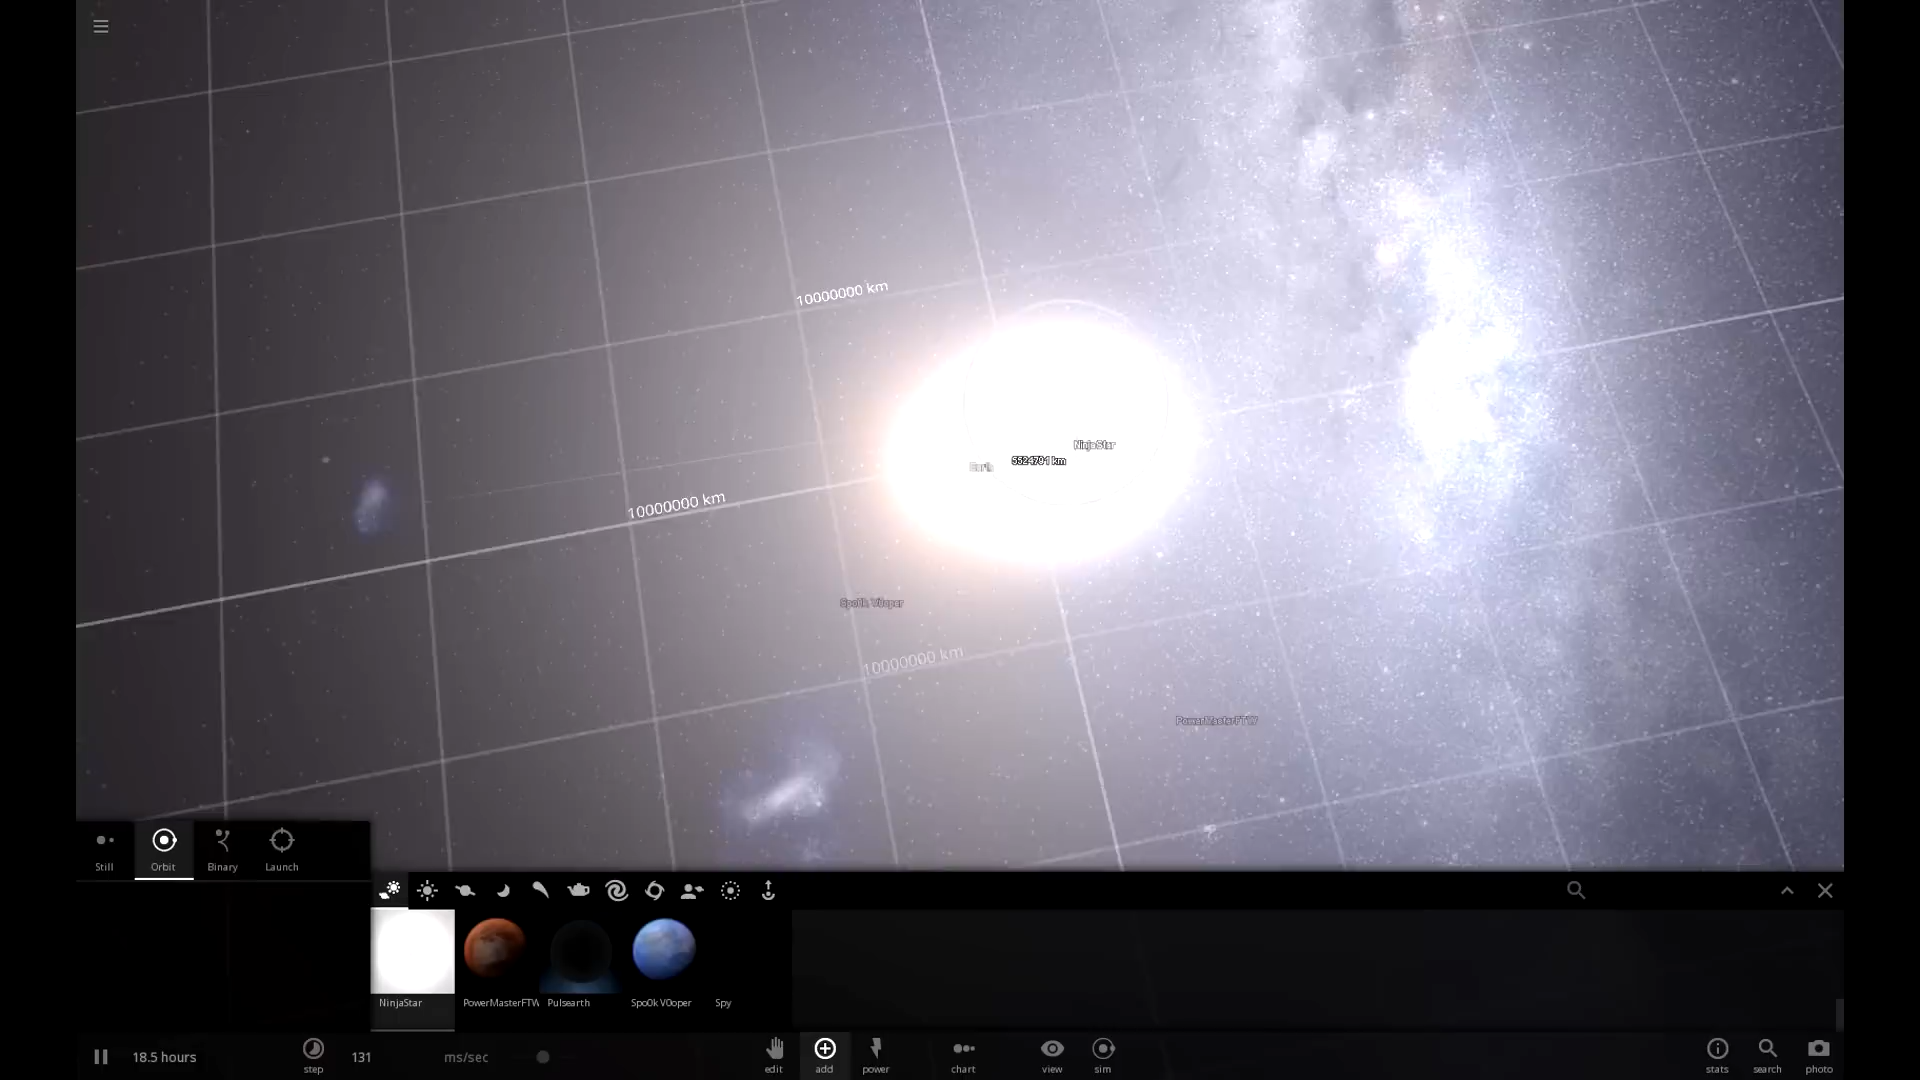 10000000 km
NinjaStar
5524791 km
Earth
10000000 km
Spo0k V0oper
10000000 km
PowerMasterFTW
Still
Orbit
Binary
Launch
NinjaStar
PowerMasterFTW
Pulsearth
Spo0k V0oper
Spy
18.5 hours
step
131
ms/sec
edit
add
power
chart
view
sim
stats
search
photo